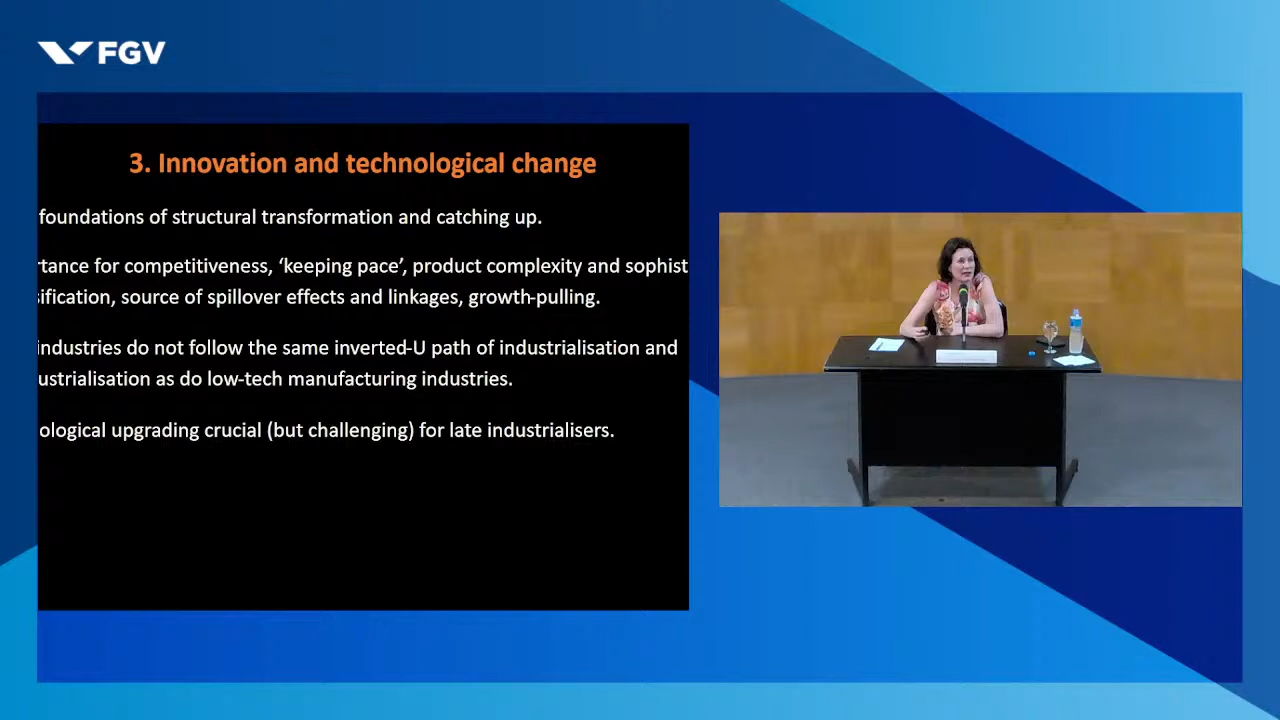 FGV
3. Innovation and technological change
foundations of structural transformation and catching up.
rtance for competitiveness, ‘keeping pace’, product complexity and sophist
sification, source of spillover effects and linkages, growth-pulling.
industries do not follow the same inverted-U path of industrialisation and
ustrialisation as do low-tech manufacturing industries.
ological upgrading crucial (but challenging) for late industrialisers.